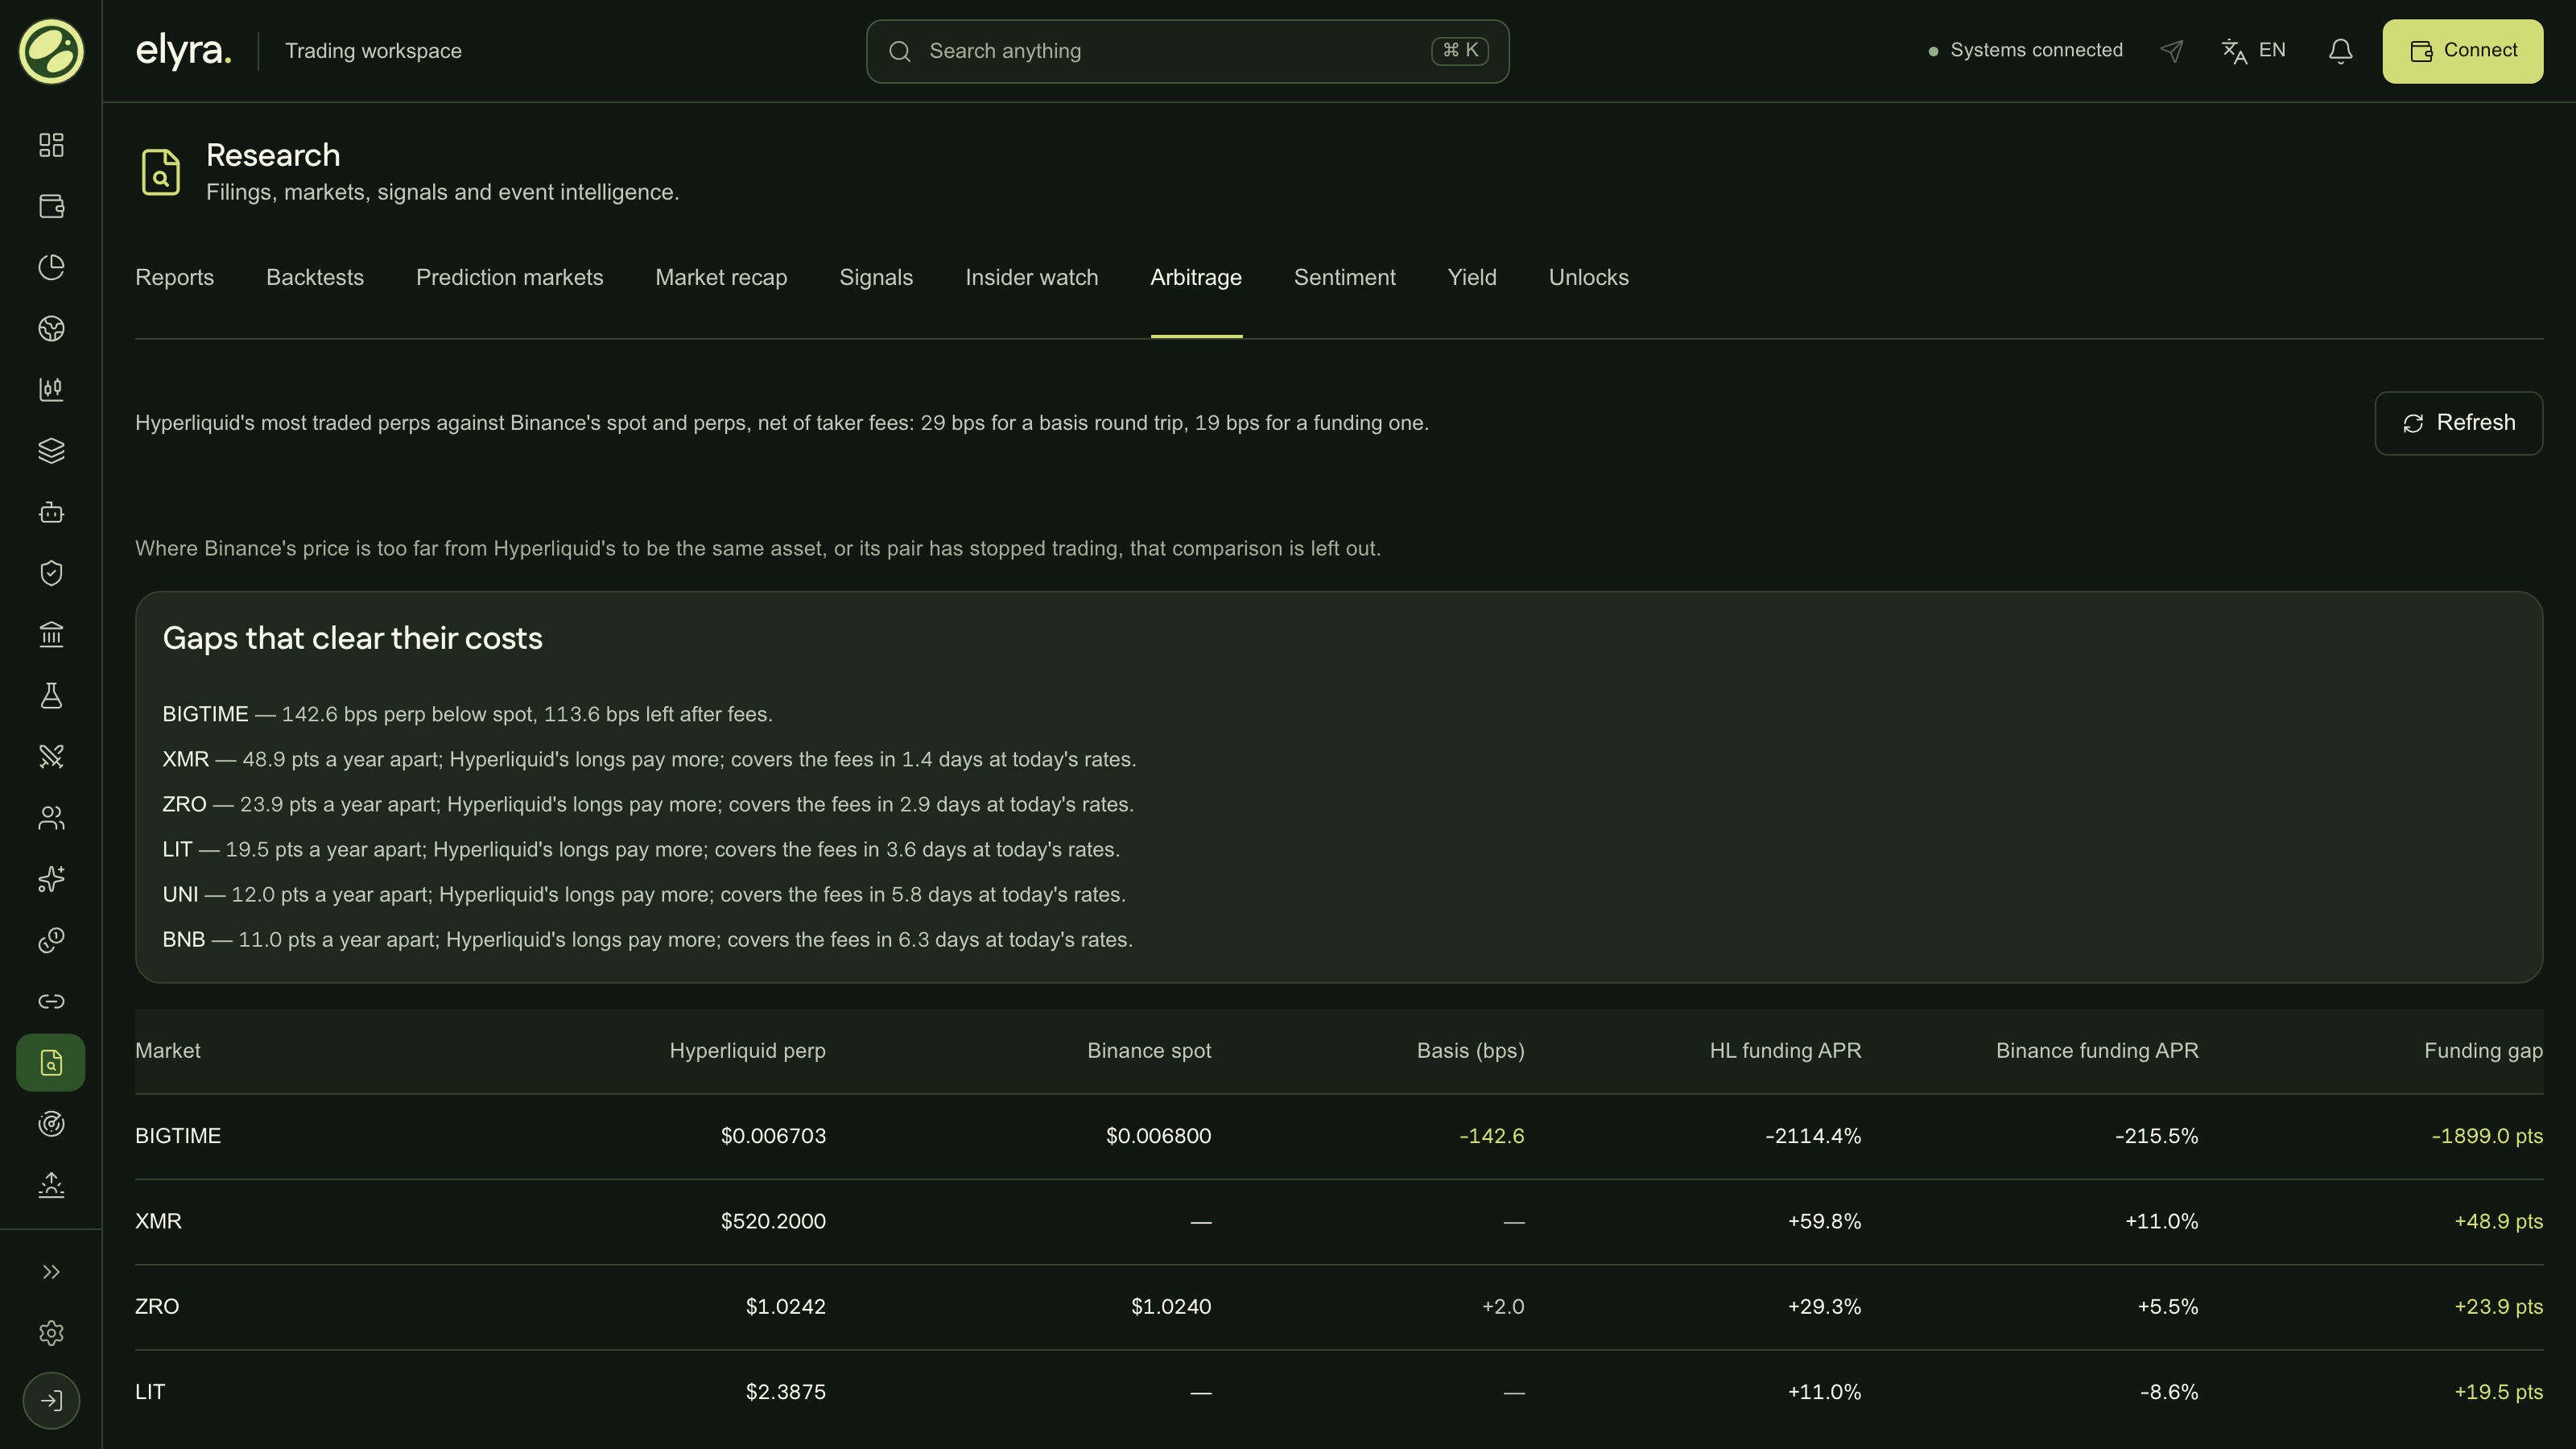 elyra.
Trading workspace
Search anything
⌘ K
Systems connected
EN
Connect
Research
Filings, markets, signals and event intelligence.
Reports
Backtests
Prediction markets
Market recap
Signals
Insider watch
Arbitrage
Sentiment
Yield
Unlocks
Hyperliquid's most traded perps against Binance's spot and perps, net of taker fees: 29 bps for a basis round trip, 19 bps for a funding one.
Refresh
Where Binance's price is too far from Hyperliquid's to be the same asset, or its pair has stopped trading, that comparison is left out.
Gaps that clear their costs
BIGTIME — 142.6 bps perp below spot, 113.6 bps left after fees.
XMR — 48.9 pts a year apart; Hyperliquid's longs pay more; covers the fees in 1.4 days at today's rates.
ZRO — 23.9 pts a year apart; Hyperliquid's longs pay more; covers the fees in 2.9 days at today's rates.
LIT — 19.5 pts a year apart; Hyperliquid's longs pay more; covers the fees in 3.6 days at today's rates.
UNI — 12.0 pts a year apart; Hyperliquid's longs pay more; covers the fees in 5.8 days at today's rates.
BNB — 11.0 pts a year apart; Hyperliquid's longs pay more; covers the fees in 6.3 days at today's rates.
Market Hyperliquid perp Binance spot Basis (bps) HL funding APR Binance funding APR Funding gap
BIGTIME $0.006703 $0.006800 -142.6 -2114.4% -215.5% -1899.0 pts
XMR $520.2000 — — +59.8% +11.0% +48.9 pts
ZRO $1.0242 $1.0240 +2.0 +29.3% +5.5% +23.9 pts
LIT $2.3875 — — +11.0% -8.6% +19.5 pts